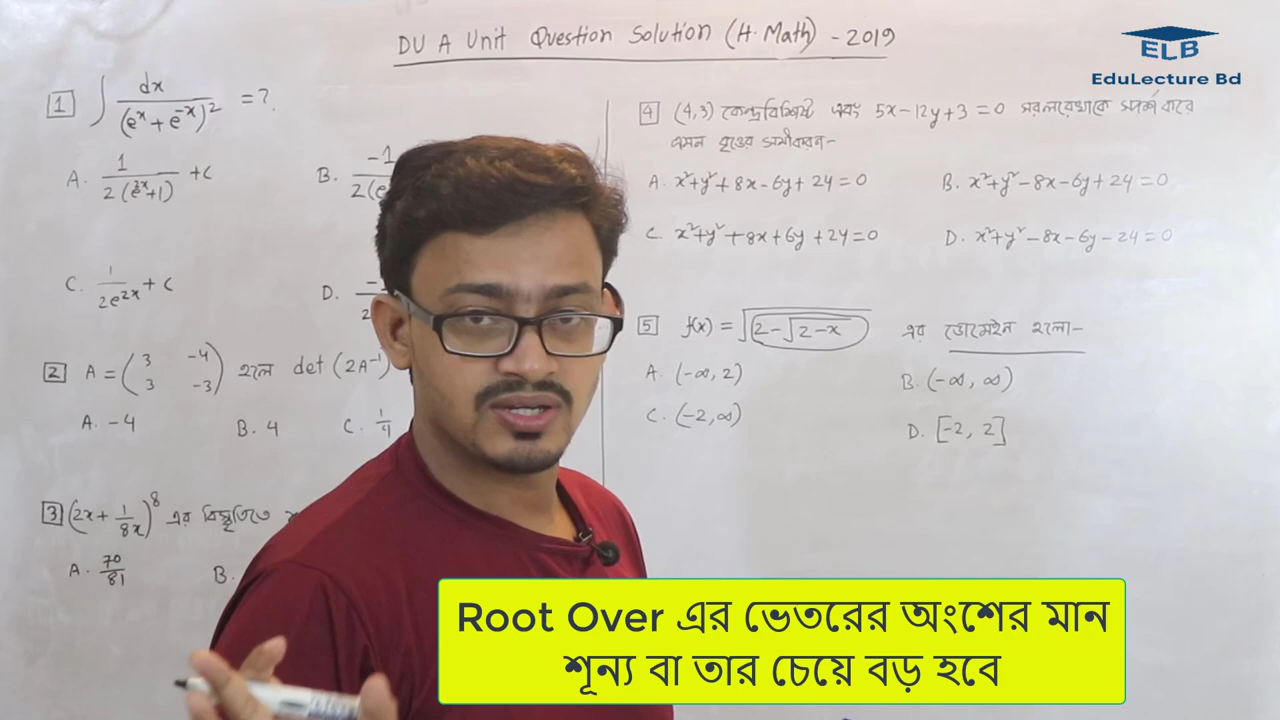 DU A Unit Question Solution (H. Math) - 2019
ELB
EduLecture Bd
1 ∫ dx/(eˣ + e⁻ˣ)² = ?
A. 1/(2(e²ˣ+1)) + c
B. -1/2(e
C. 1/(2e²ˣ) + c
D.
2 A = (3 -4; 3 -3) হলে det (2A⁻¹)
A. -4 B. 4 C. 1/4
3 (2x + 1/8x)⁸ এর বিস্তৃতিতে
A. 70/81 B.
4 (4,3) কেন্দ্রবিশিষ্ট এবং 5x-12y+3=0 সরলরেখাকে স্পর্শ করে
এমন বৃত্তের সমীকরণ-
A. x²+y²+8x-6y+24=0 B. x²+y²-8x-6y+24=0
C. x²+y²+8x+6y+24=0 D. x²+y²-8x-6y-24=0
5 f(x) = √(2-√(2-x)) এর ডোমেইন হলো-
A. (-∞, 2) B. (-∞, ∞)
C. (-2, ∞) D. [-2, 2]
Root Over এর ভেতরের অংশের মান
শূন্য বা তার চেয়ে বড় হবে